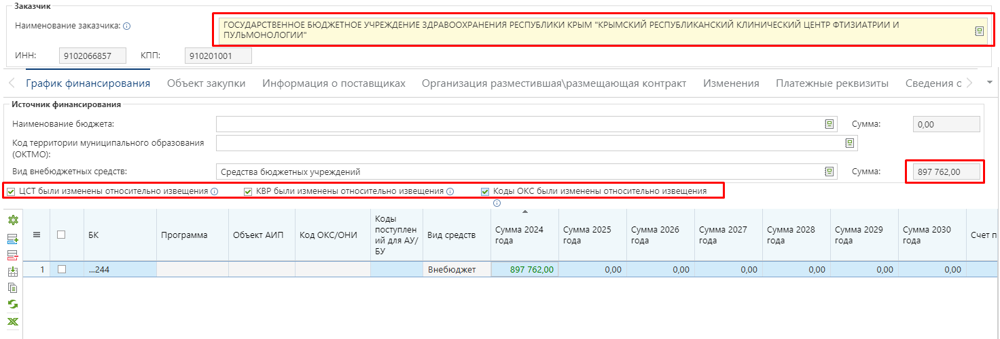 Заказчик
Наименование заказчика:
ГОСУДАРСТВЕННОЕ БЮДЖЕТНОЕ УЧРЕЖДЕНИЕ ЗДРАВООХРАНЕНИЯ РЕСПУБЛИКИ КРЫМ "КРЫМСКИЙ РЕСПУБЛИКАНСКИЙ КЛИНИЧЕСКИЙ ЦЕНТР ФТИЗИАТРИИ И
ПУЛЬМОНОЛОГИИ"
ИНН: 9102066857 КПП: 910201001
График финансирования Объект закупки Информация о поставщиках Организация разместившая\размещающая контракт Изменения Платежные реквизиты Сведения о
Источник финансирования
Наименование бюджета: Сумма: 0,00
Код территории муниципального образования
(ОКТМО):
Вид внебюджетных средств: Средства бюджетных учреждений Сумма: 897 762,00
ЦСТ были изменены относительно извещения КВР были изменены относительно извещения Коды ОКС были изменены относительно извещения
БК
Программа
Объект АИП
Код ОКС/ОНИ
Коды
поступлен
ий для АУ/
БУ
Вид средств
Сумма 2024
года
Сумма 2025
года
Сумма 2026
года
Сумма 2027
года
Сумма 2028
года
Сумма 2029
года
Сумма 2030
года
Счет п
1 ...244 Внебюджет 897 762,00 0,00 0,00 0,00 0,00 0,00 0,00